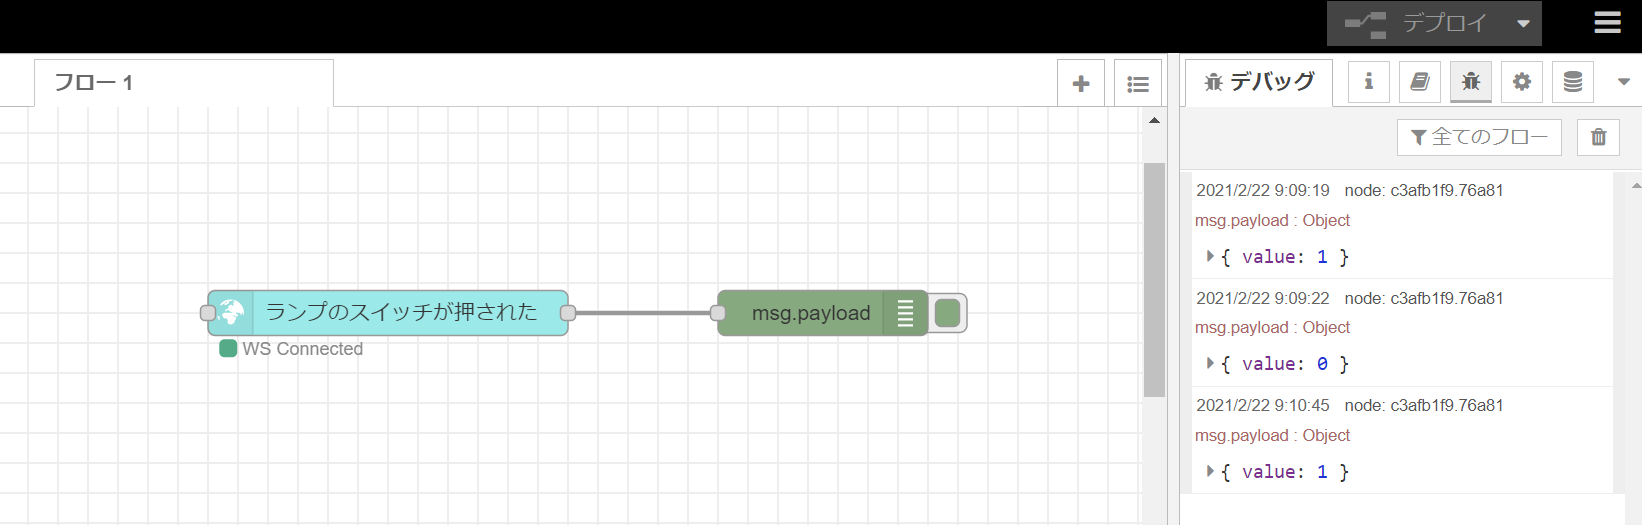 デプロイ
フロー 1
デバッグ
全てのフロー
2021/2/22 9:09:19 node: c3afb1f9.76a81
msg.payload : Object
{ value: 1 }
2021/2/22 9:09:22 node: c3afb1f9.76a81
msg.payload : Object
{ value: 0 }
2021/2/22 9:10:45 node: c3afb1f9.76a81
msg.payload : Object
{ value: 1 }
ランプのスイッチが押された
msg.payload
WS Connected